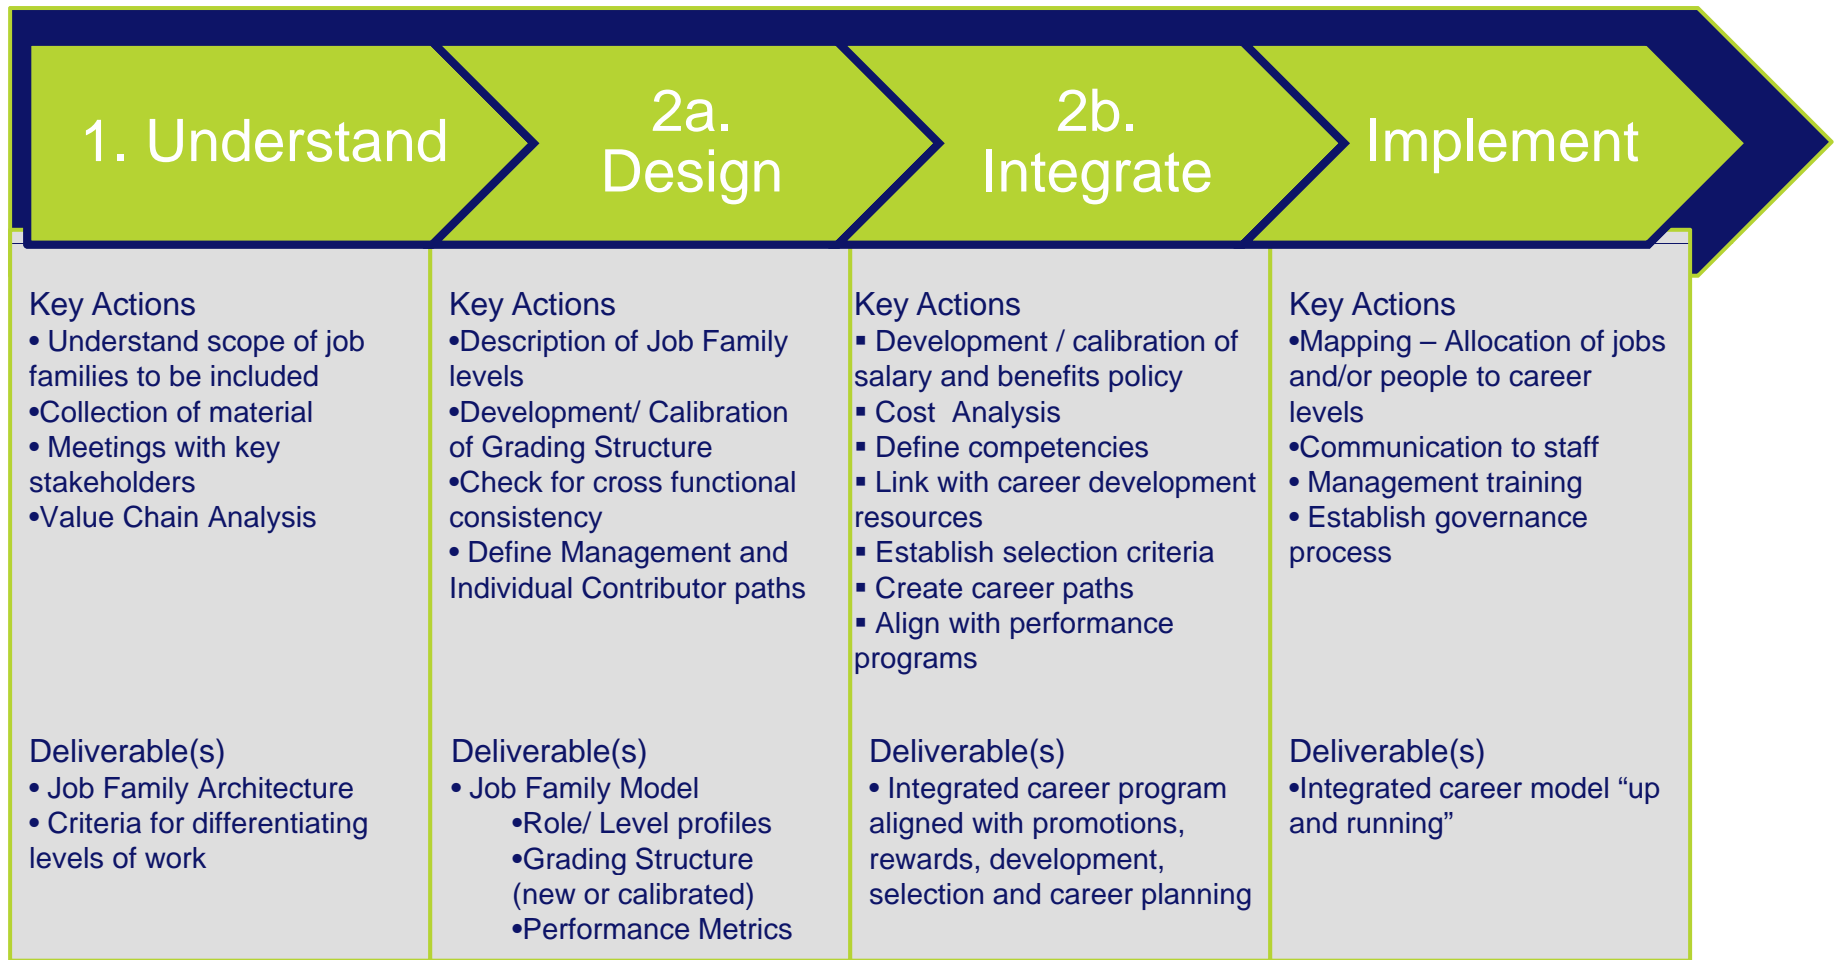 1. Understand
2a.
Design
2b.
Integrate
Implement
Key Actions
• Understand scope of job
families to be included
•Collection of material
• Meetings with key
stakeholders
•Value Chain Analysis
Deliverable(s)
• Job Family Architecture
• Criteria for differentiating
levels of work
Key Actions
•Description of Job Family
levels
•Development/ Calibration
of Grading Structure
•Check for cross functional
consistency
• Define Management and
Individual Contributor paths
Deliverable(s)
• Job Family Model
•Role/ Level profiles
•Grading Structure
(new or calibrated)
•Performance Metrics
Key Actions
▪ Development / calibration of
salary and benefits policy
▪ Cost  Analysis
▪ Define competencies
▪ Link with career development
resources
▪ Establish selection criteria
▪ Create career paths
▪ Align with performance
programs
Deliverable(s)
• Integrated career program
aligned with promotions,
rewards, development,
selection and career planning
Key Actions
•Mapping – Allocation of jobs
and/or people to career
levels
•Communication to staff
• Management training
• Establish governance
process
Deliverable(s)
•Integrated career model “up
and running”